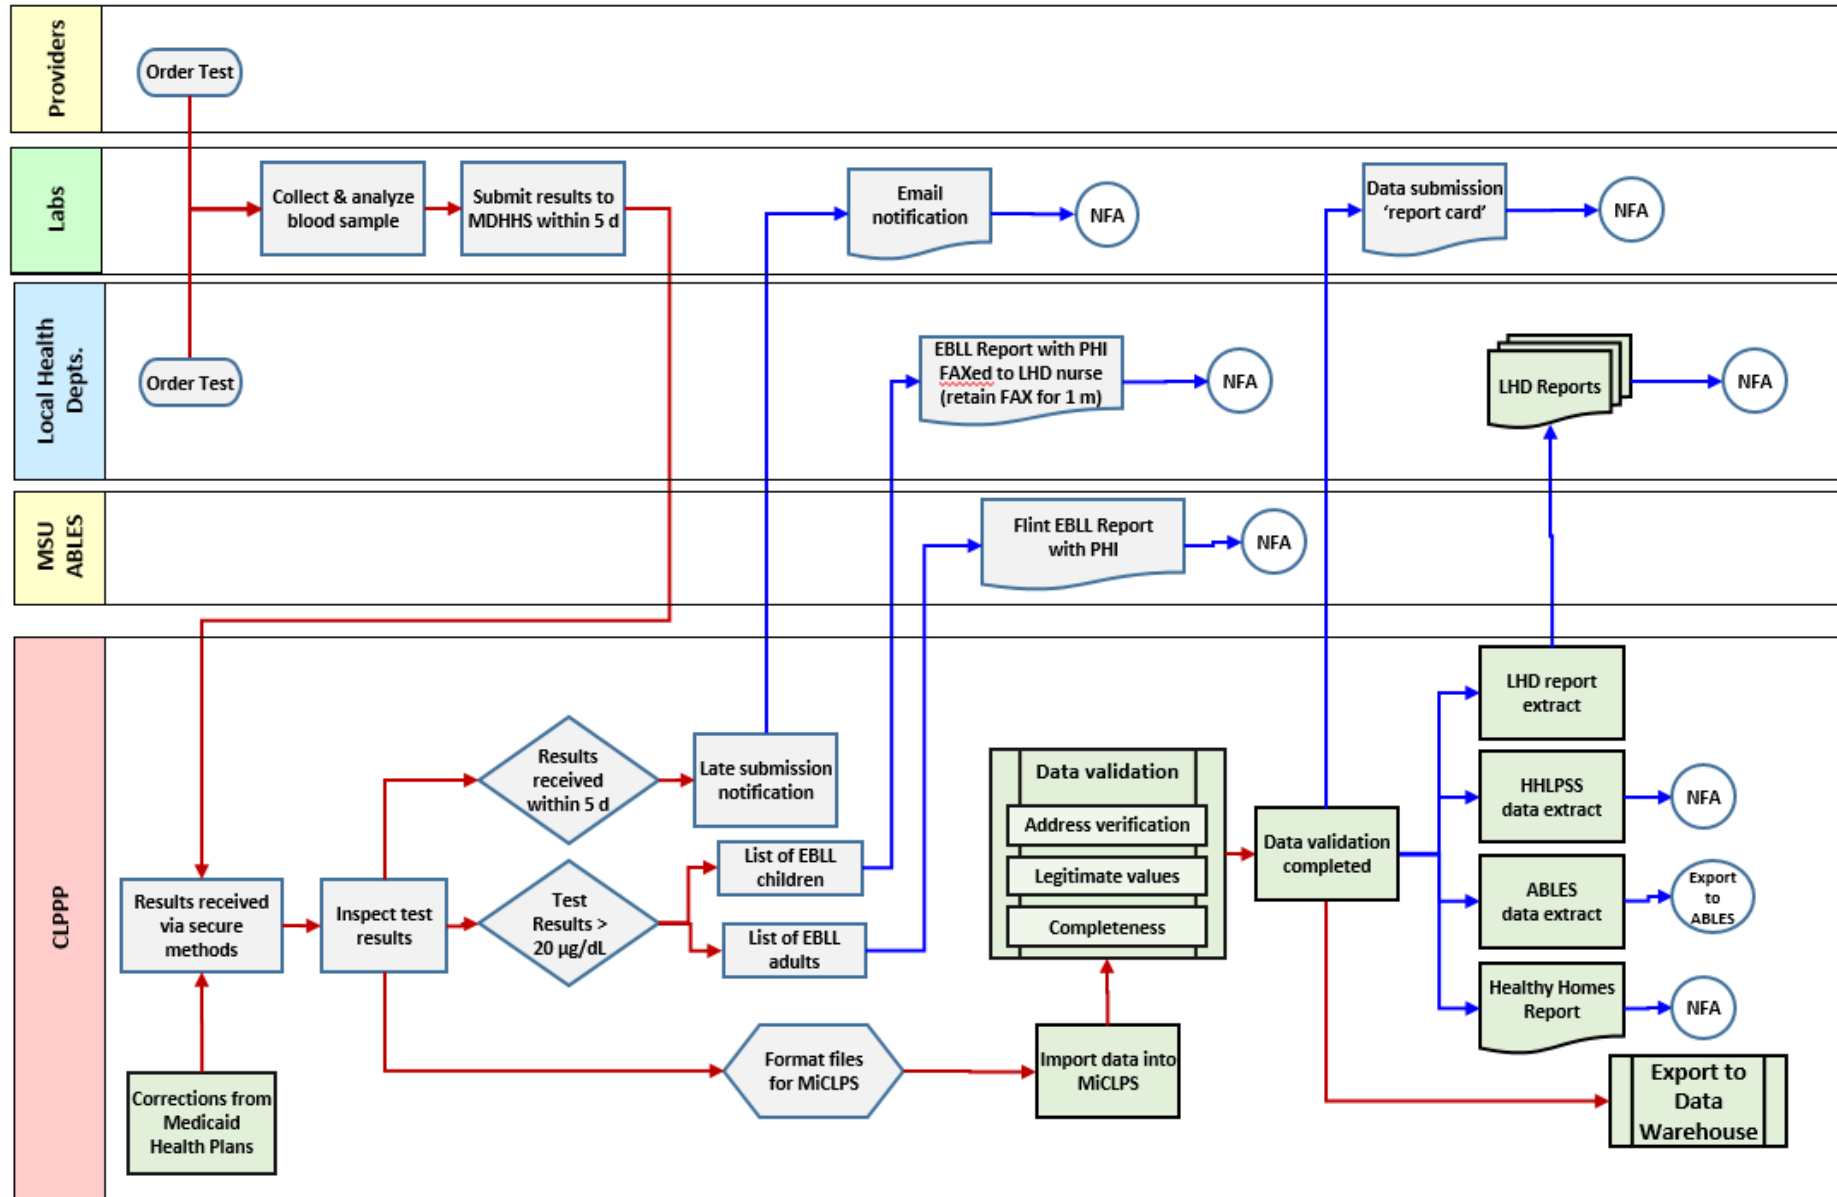 Providers
Order Test
Labs
Collect & analyze
blood sample
Submit results to
MDHHS within 5 d
Email
notification
NFA
Data submission
‘report card’
NFA
Local Health
Depts.
Order Test
EBLL Report with PHI
FAXed to LHD nurse
(retain FAX for 1 m)
NFA
LHD Reports
NFA
MSU
ABLES
Flint EBLL Report
with PHI
NFA
CLPPP
Results received
via secure
methods
Corrections from
Medicaid
Health Plans
Inspect test
results
Results
received
within 5 d
Late submission
notification
Test
Results >
20 µg/dL
List of EBLL
children
List of EBLL
adults
Format files
for MiCLPS
Import data into
MiCLPS
Data validation
Address verification
Legitimate values
Completeness
Data validation
completed
LHD report
extract
HHLPSS
data extract
NFA
ABLES
data extract
Export
to
ABLES
Healthy Homes
Report
NFA
Export to
Data
Warehouse